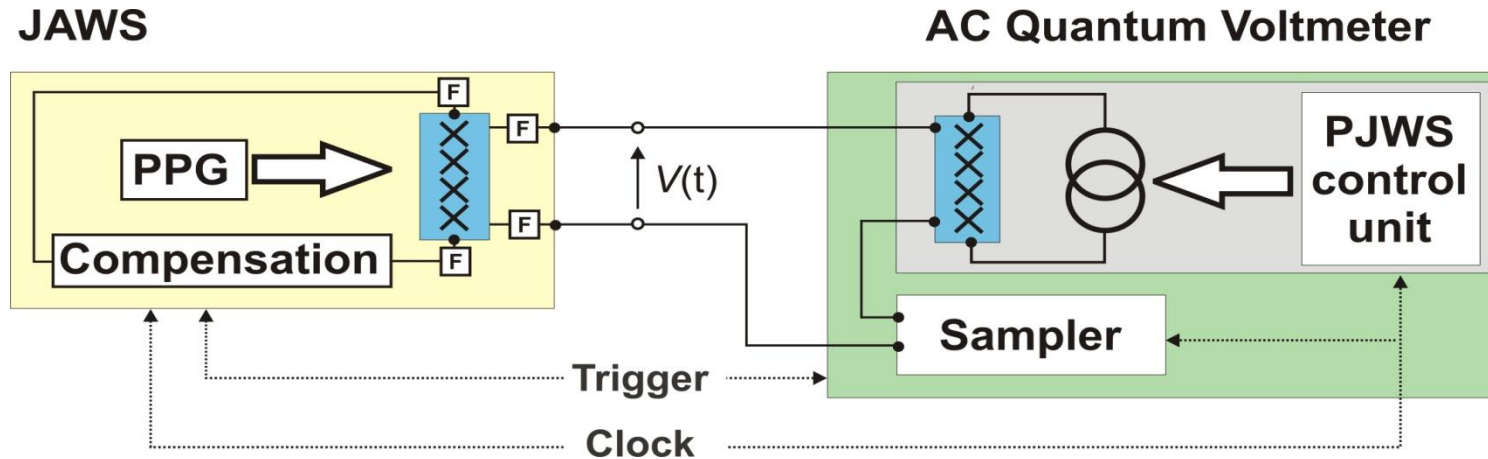 JAWS
AC Quantum Voltmeter
F
F
PPG
V(t)
PJWS
control
unit
F
Compensation
F
Sampler
Trigger
Clock